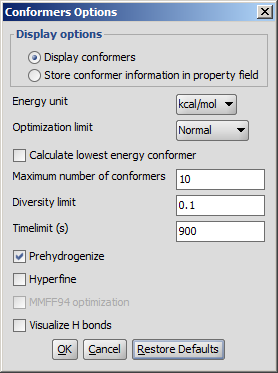 Conformers Options
Display options
Display conformers
Store conformer information in property field
Energy unit kcal/mol
Optimization limit Normal
Calculate lowest energy conformer
Maximum number of conformers 10
Diversity limit 0.1
Timelimit (s) 900
Prehydrogenize
Hyperfine
MMFF94 optimization
Visualize H bonds
OK Cancel Restore Defaults